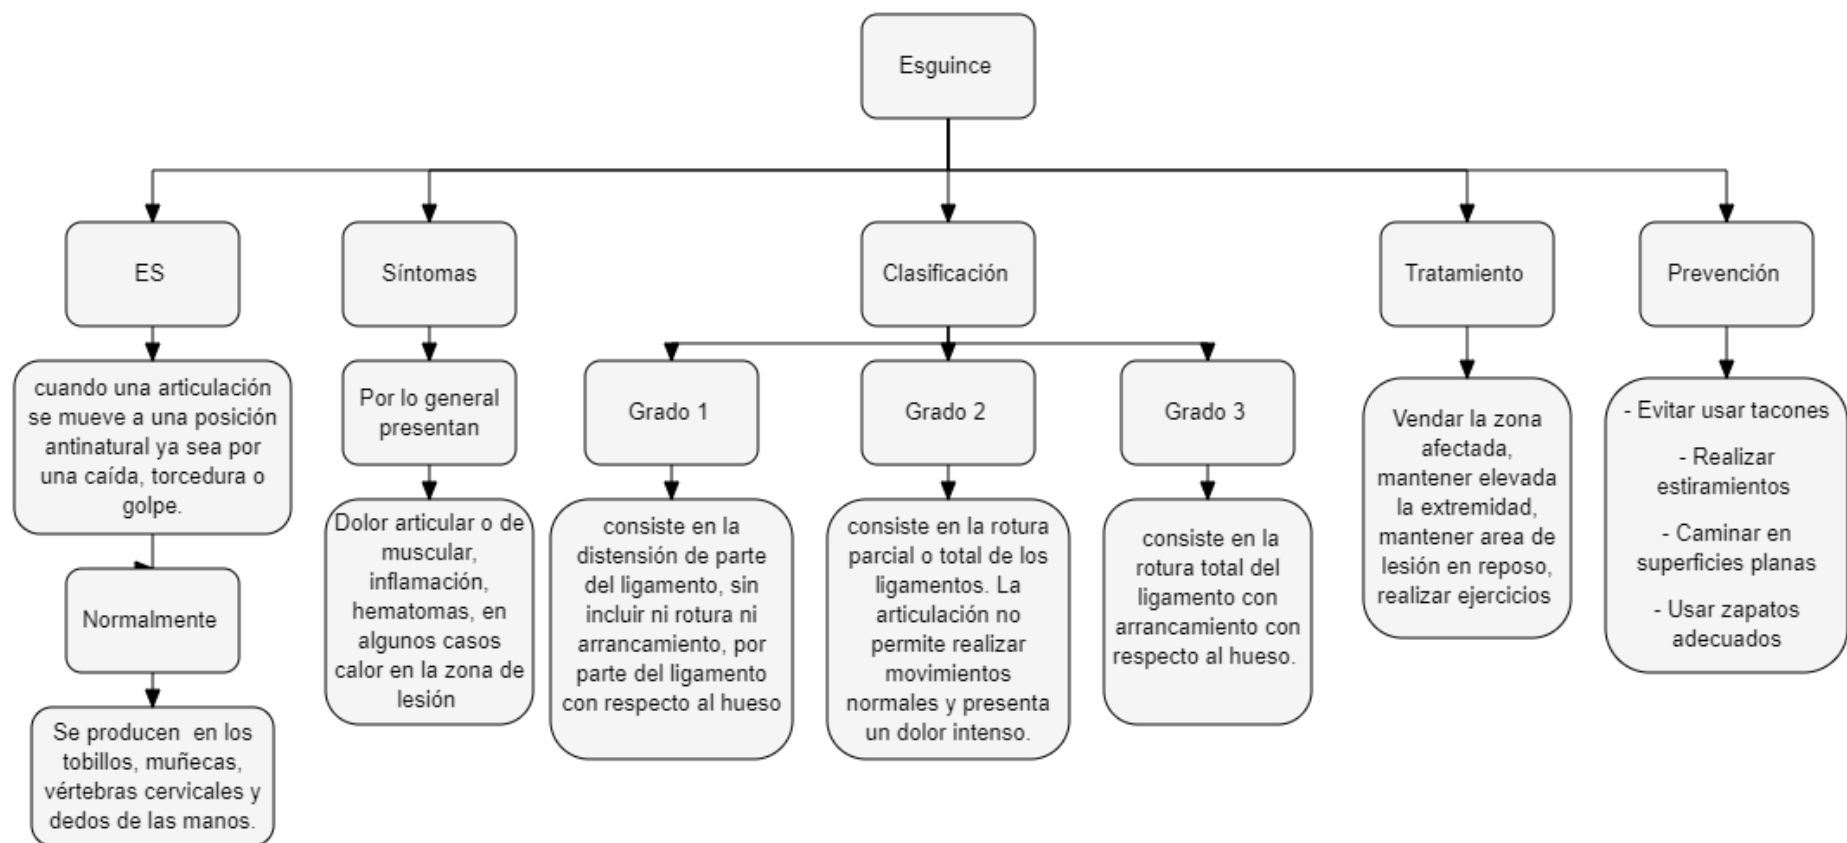 Esguince
ES
Síntomas
Clasificación
Tratamiento
Prevención
cuando una articulación
se mueve a una posición
antinatural ya sea por
una caída, torcedura o
golpe.
Normalmente
Se producen en los
tobillos, muñecas,
vértebras cervicales y
dedos de las manos.
Por lo general
presentan
Dolor articular o de
muscular,
inflamación,
hematomas, en
algunos casos
calor en la zona de
lesión
Grado 1
consiste en la
distensión de parte
del ligamento, sin
incluir ni rotura ni
arrancamiento, por
parte del ligamento
con respecto al hueso
Grado 2
consiste en la rotura
parcial o total de los
ligamentos. La
articulación no
permite realizar
movimientos
normales y presenta
un dolor intenso.
Grado 3
consiste en la
rotura total del
ligamento con
arrancamiento con
respecto al hueso.
Vendar la zona
afectada,
mantener elevada
la extremidad,
mantener area de
lesión en reposo,
realizar ejercicios
- Evitar usar tacones
- Realizar
estiramientos
- Caminar en
superficies planas
- Usar zapatos
adecuados